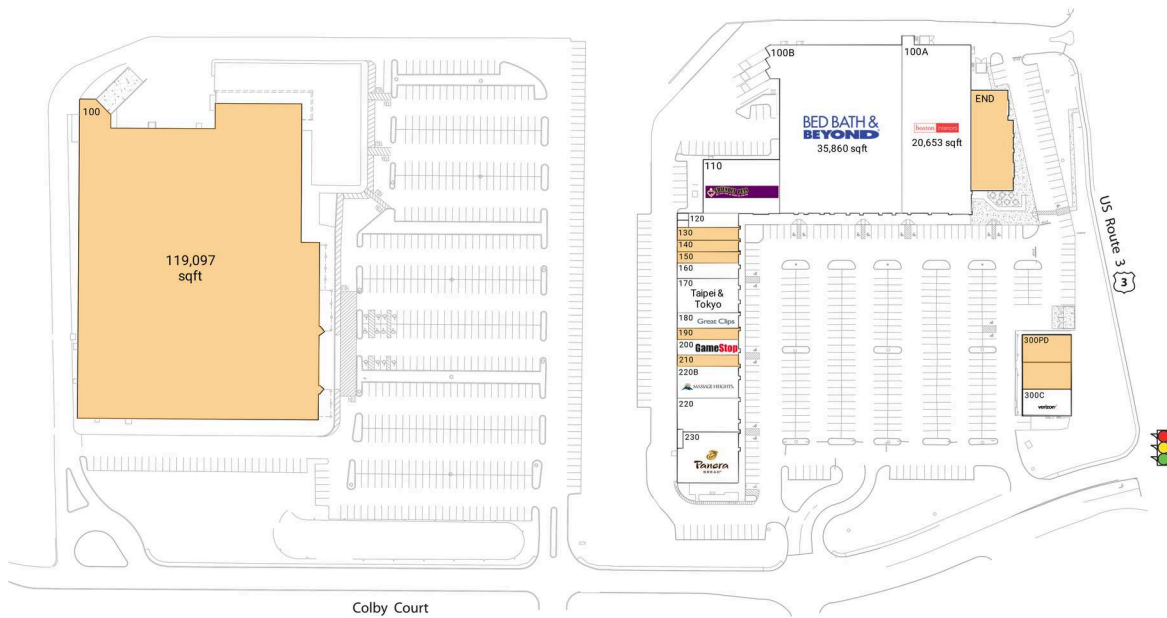 100
119,097
sqft
100B
100A
BED BATH &
BEYOND
35,860 sqft
20,653 sqft
END
110
120
130
140
150
160
170
Taipei &
Tokyo
180
Great Clips
190
200
GameStop
210
220B
MASSAGE HEIGHTS
220
230
Panera
BREAD
300PD
300C
verizon
US Route 3
3
Colby Court